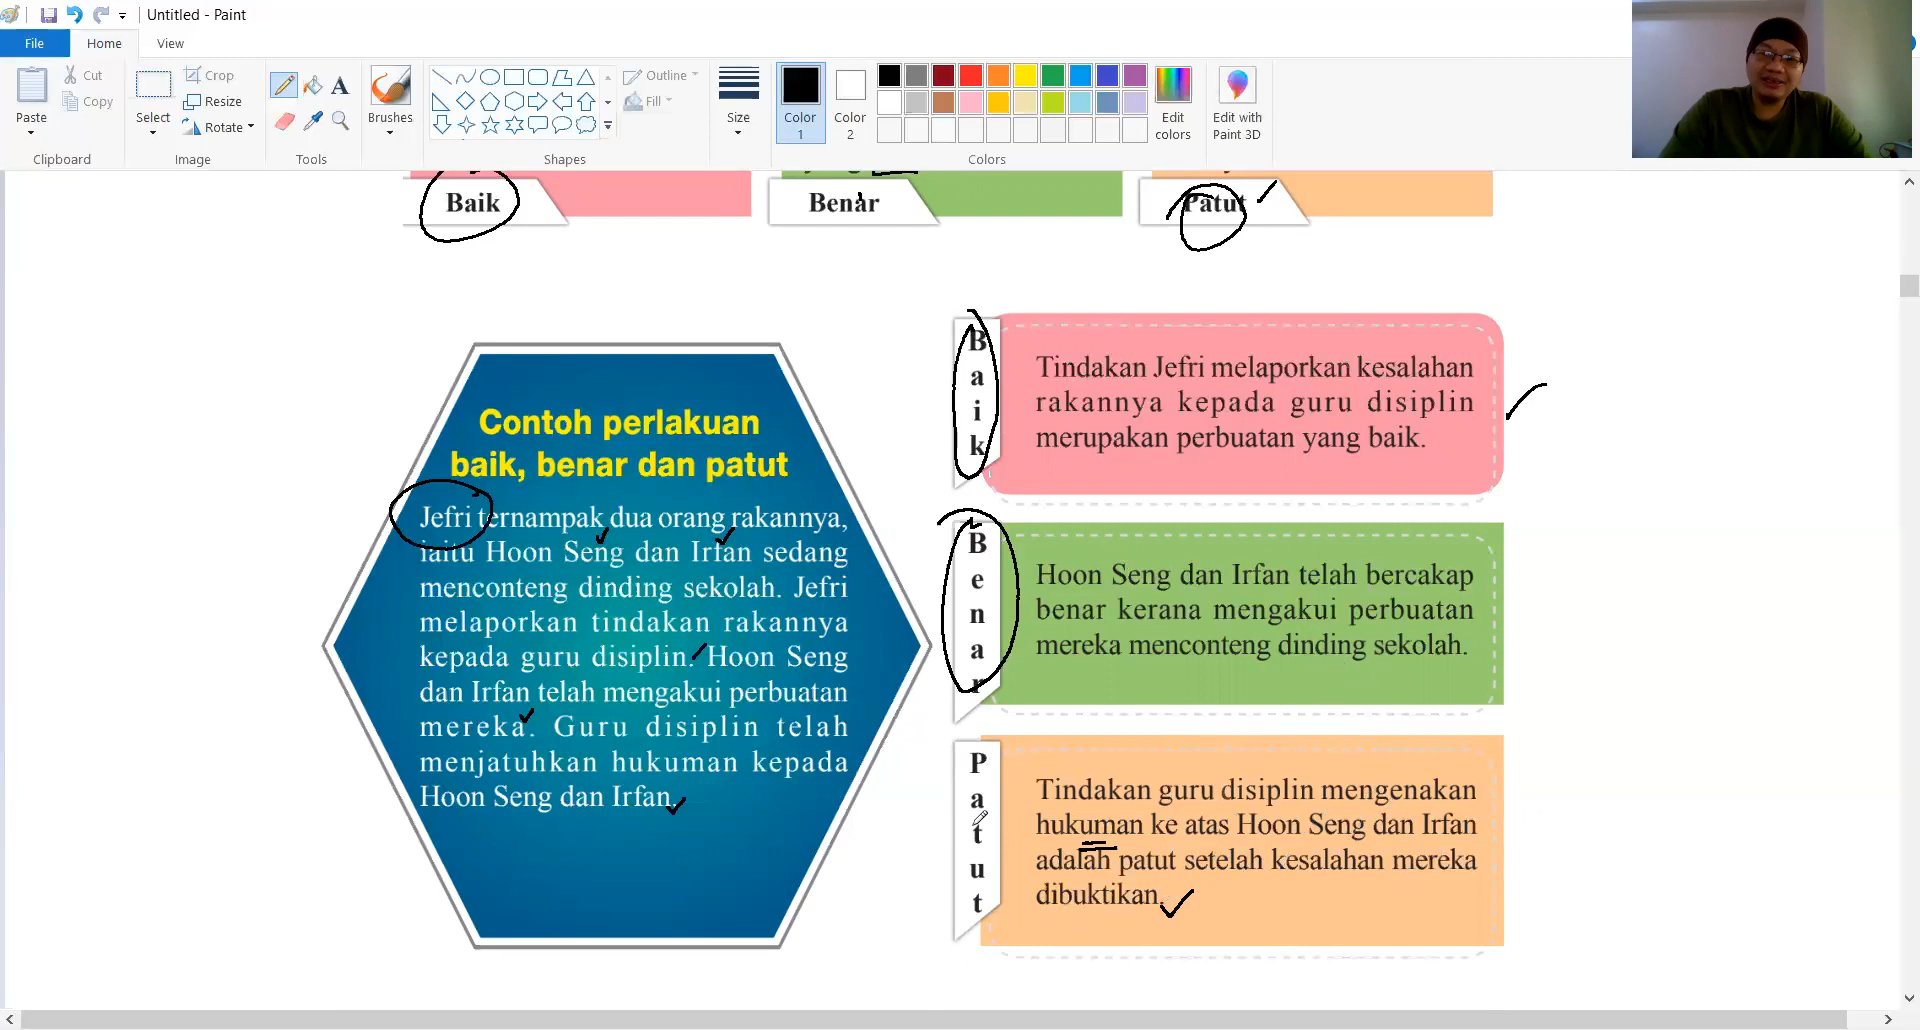 Untitled - Paint
File Home View
Cut
Copy
Paste
Clipboard
Crop
Resize
Rotate
Select
Image
Tools
Brushes
Outline
Fill
Shapes
Size
Color 1
Color 2
Colors
Edit colors
Edit with Paint 3D
Baik
Benar
Patut
Contoh perlakuan
baik, benar dan patut
Jefri ternampak dua orang rakannya,
iaitu Hoon Seng dan Irfan sedang
menconteng dinding sekolah. Jefri
melaporkan tindakan rakannya
kepada guru disiplin. Hoon Seng
dan Irfan telah mengakui perbuatan
mereka. Guru disiplin telah
menjatuhkan hukuman kepada
Hoon Seng dan Irfan.
Baik
Tindakan Jefri melaporkan kesalahan
rakannya kepada guru disiplin
merupakan perbuatan yang baik.
Benar
Hoon Seng dan Irfan telah bercakap
benar kerana mengakui perbuatan
mereka menconteng dinding sekolah.
Patut
Tindakan guru disiplin mengenakan
hukuman ke atas Hoon Seng dan Irfan
adalah patut setelah kesalahan mereka
dibuktikan.